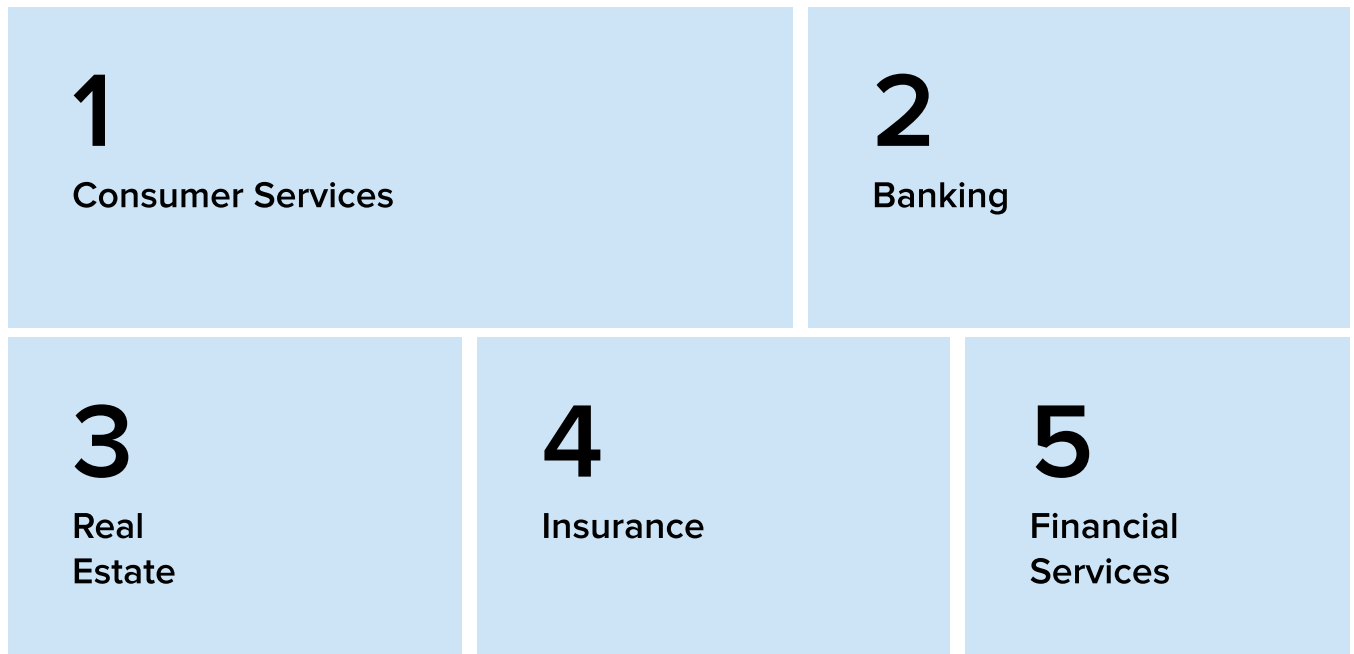 1
Consumer Services
2
Banking
3
Real
Estate
4
Insurance
5
Financial
Services